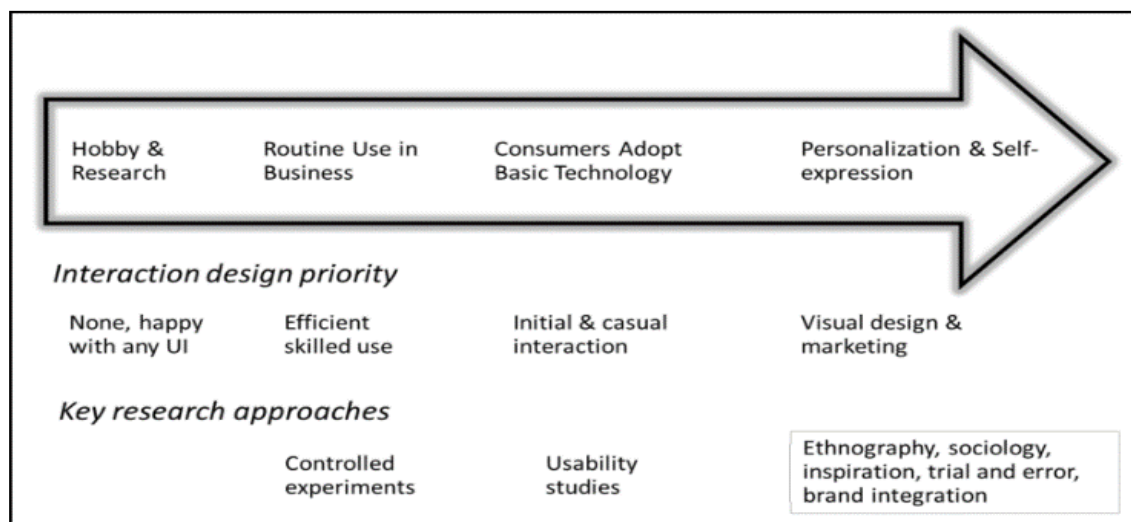 Hobby &
Research
Routine Use in
Business
Consumers Adopt
Basic Technology
Personalization & Self-
expression
Interaction design priority
None, happy
with any UI
Efficient
skilled use
Initial & casual
interaction
Visual design &
marketing
Key research approaches
Controlled
experiments
Usability
studies
Ethnography, sociology,
inspiration, trial and error,
brand integration